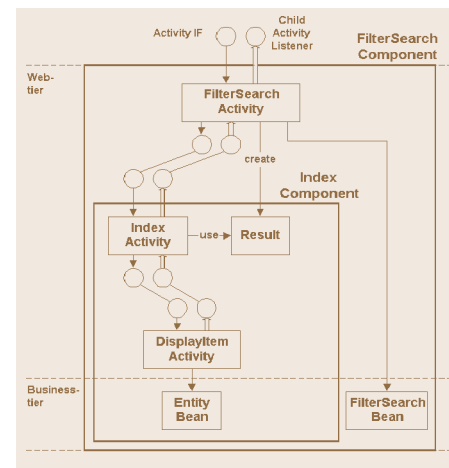 Activity IF
Child
Activity
Listener
FilterSearch
Component
Web-
tier
FilterSearch
Activity
create
Index
Component
Index
Activity
use
Result
DisplayItem
Activity
Business-
tier
Entity
Bean
FilterSearch
Bean